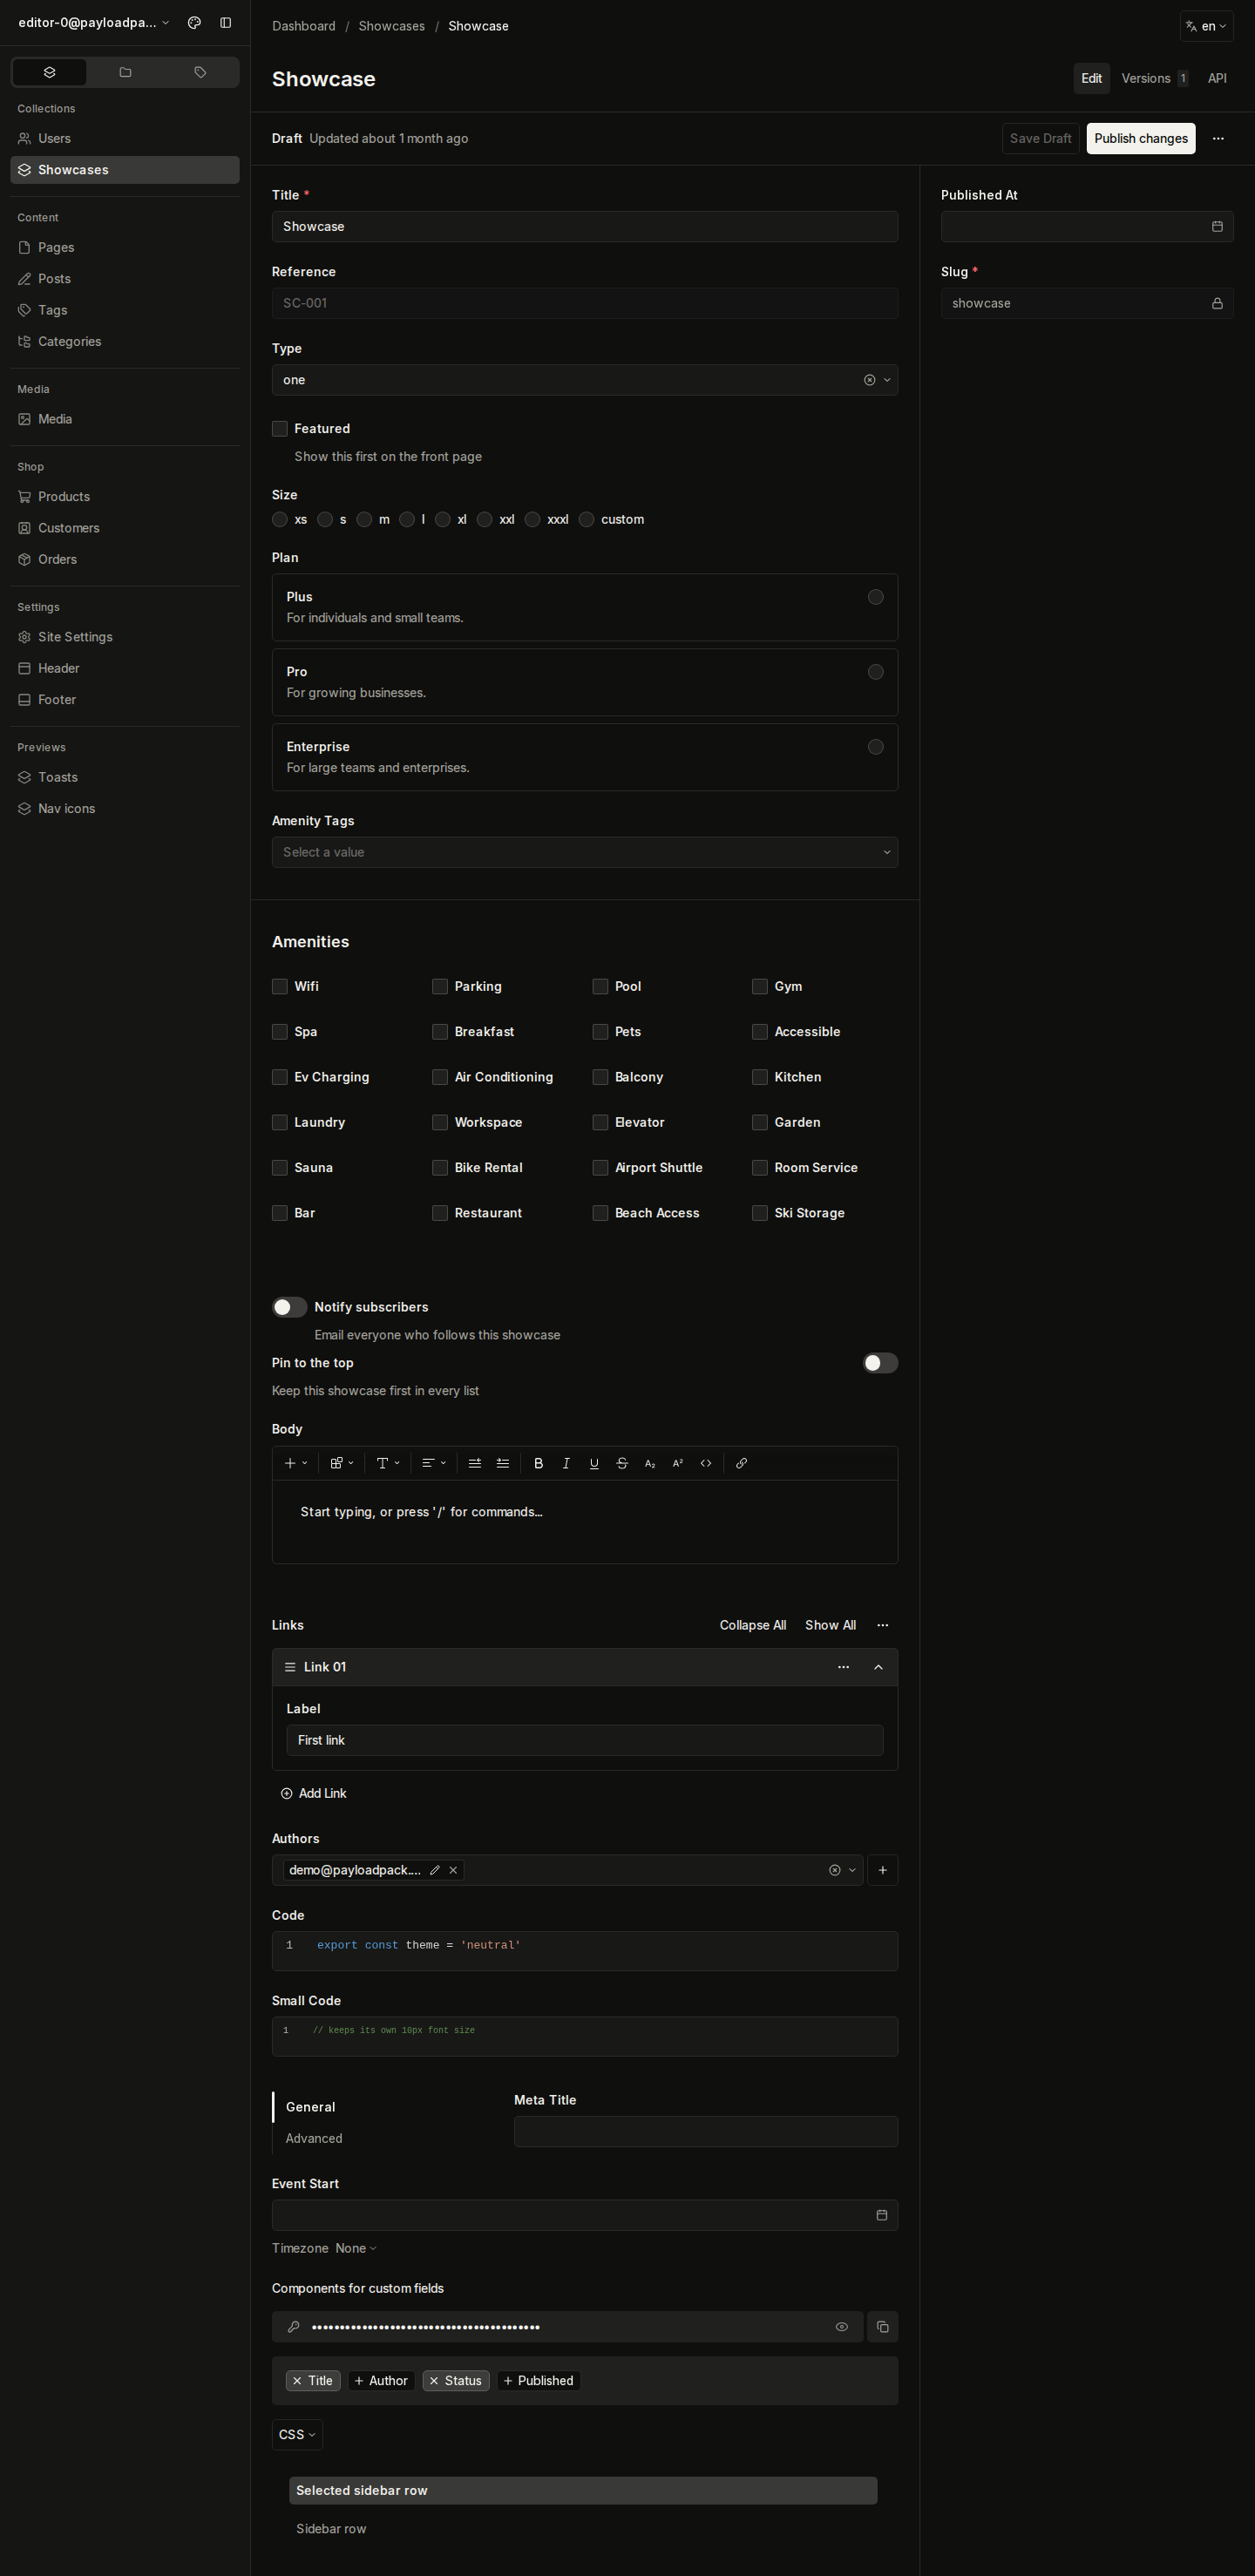 editor-0@payloadpa...
Collections
Users
Showcases
Content
Pages
Posts
Tags
Categories
Media
Media
Shop
Products
Customers
Orders
Settings
Site Settings
Header
Footer
Previews
Toasts
Nav icons
Dashboard / Showcases / Showcase
en
Showcase
Edit Versions 1 API
Draft Updated about 1 month ago
Save Draft Publish changes
Title *
Showcase
Reference
SC-001
Type
one
Featured
Show this first on the front page
Size
xs s m l xl xxl xxxl custom
Plan
Plus
For individuals and small teams.
Pro
For growing businesses.
Enterprise
For large teams and enterprises.
Amenity Tags
Select a value
Amenities
Wifi Parking Pool Gym
Spa Breakfast Pets Accessible
Ev Charging Air Conditioning Balcony Kitchen
Laundry Workspace Elevator Garden
Sauna Bike Rental Airport Shuttle Room Service
Bar Restaurant Beach Access Ski Storage
Notify subscribers
Email everyone who follows this showcase
Pin to the top
Keep this showcase first in every list
Body
Start typing, or press '/' for commands...
Links
Collapse All Show All
Link 01
Label
First link
Add Link
Authors
demo@payloadpack....
Code
1 export const theme = 'neutral'
Small Code
1 // keeps its own 10px font size
General
Advanced
Meta Title
Event Start
Timezone None
Components for custom fields
Title Author Status Published
CSS
Selected sidebar row
Sidebar row
Published At
Slug *
showcase